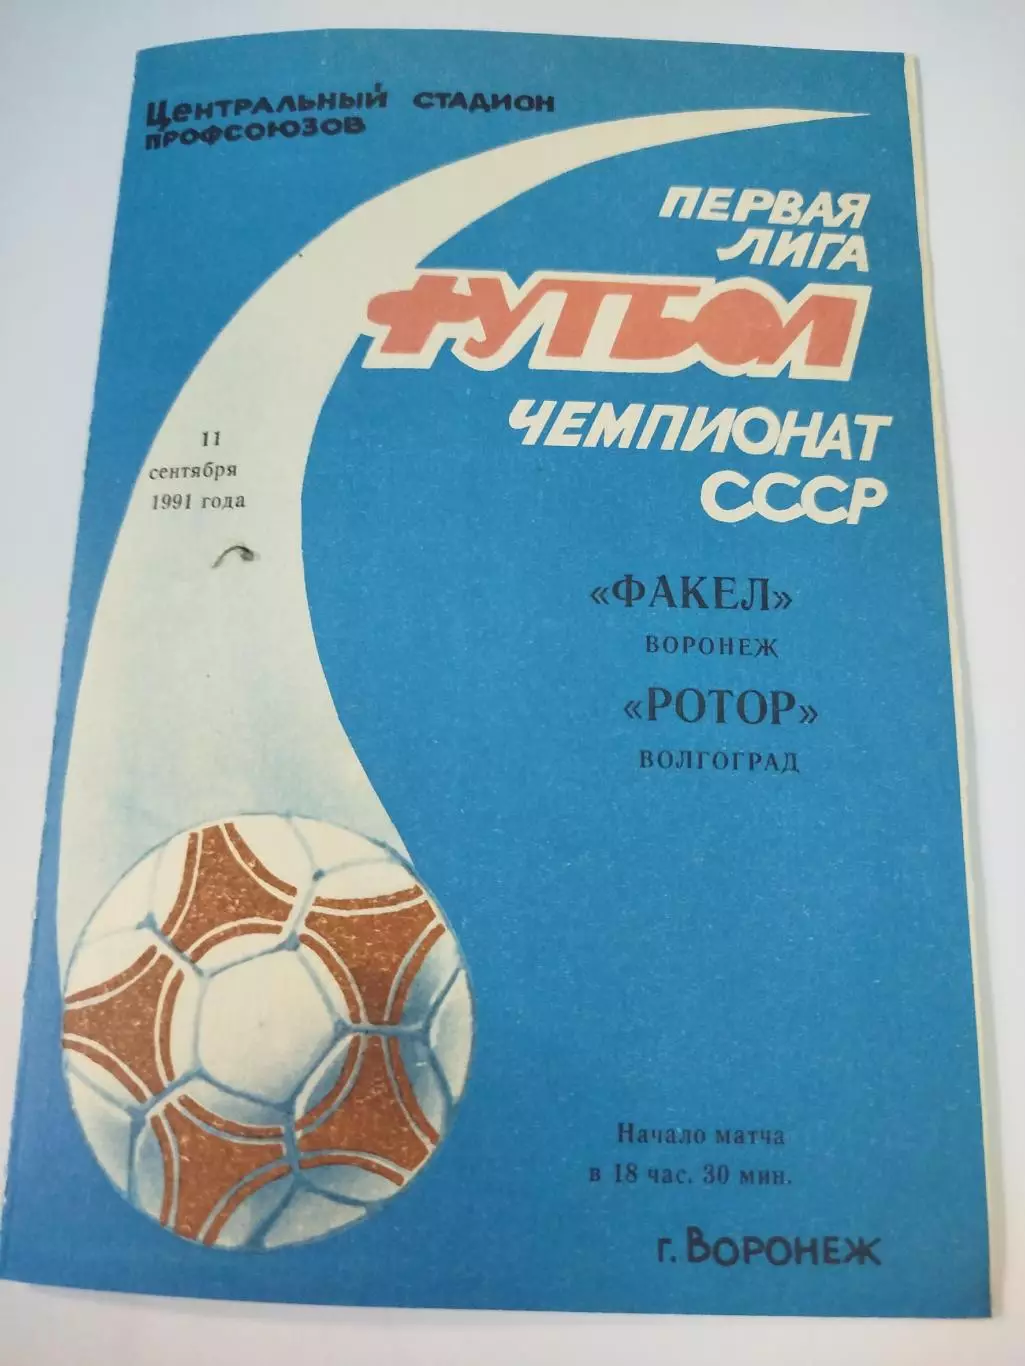 Центральный стадион
профсоюзов
ПЕРВАЯ
ЛИГА
ФУТБОЛ
ЧЕМПИОНАТ
СССР
11
сентября
1991 года
«ФАКЕЛ»
ВОРОНЕЖ
«РОТОР»
ВОЛГОГРАД
Начало матча
в 18 час. 30 мин.
г. ВОРОНЕЖ